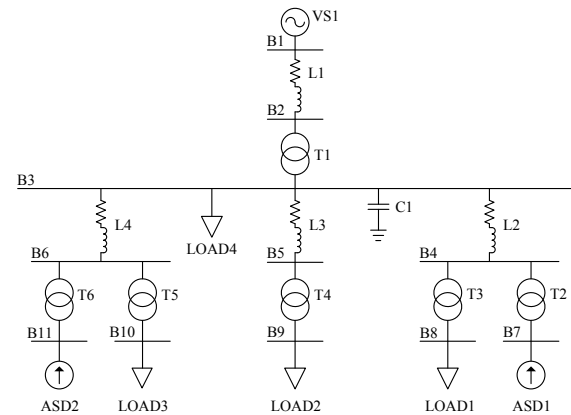 VS1
B1
L1
B2
T1
B3
C1
L4
LOAD4
L3
L2
B6
B5
B4
T6
T5
T4
T3
T2
B11
B10
B9
B8
B7
ASD2
LOAD3
LOAD2
LOAD1
ASD1